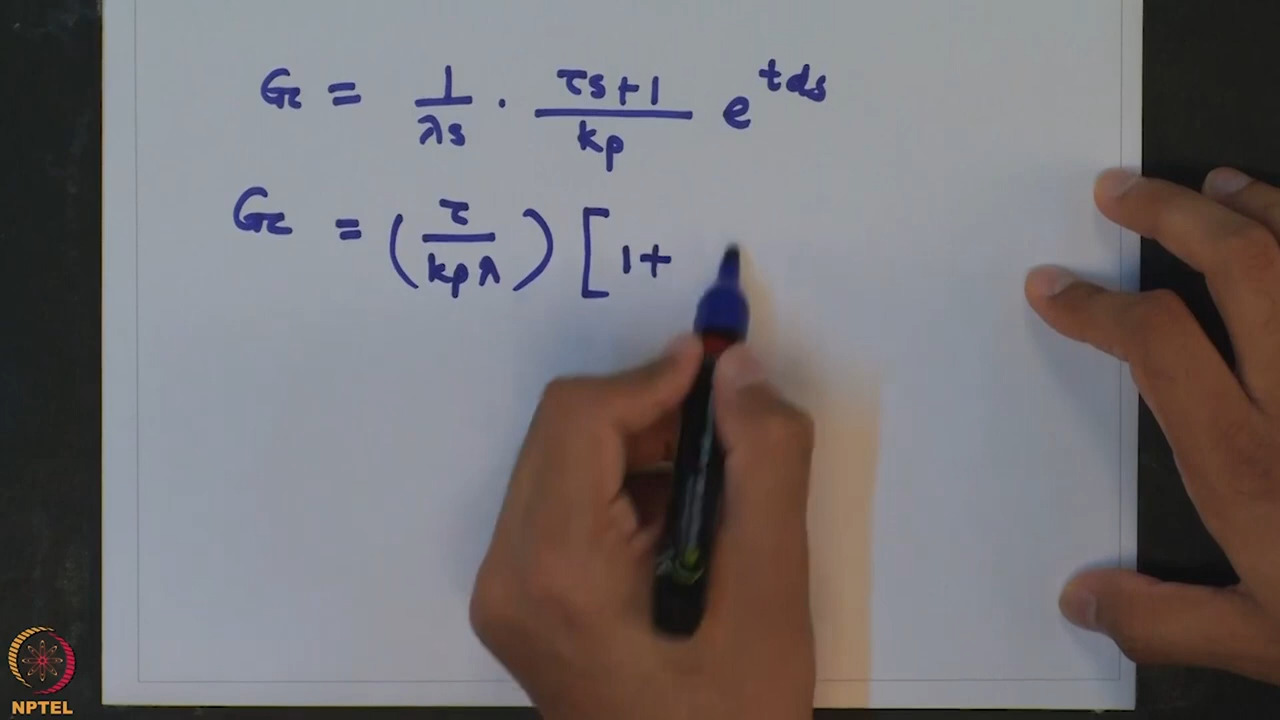 Gc = 1/λs · τs+1/kp e^tds
Gc = (τ/kpλ) [1+
NPTEL